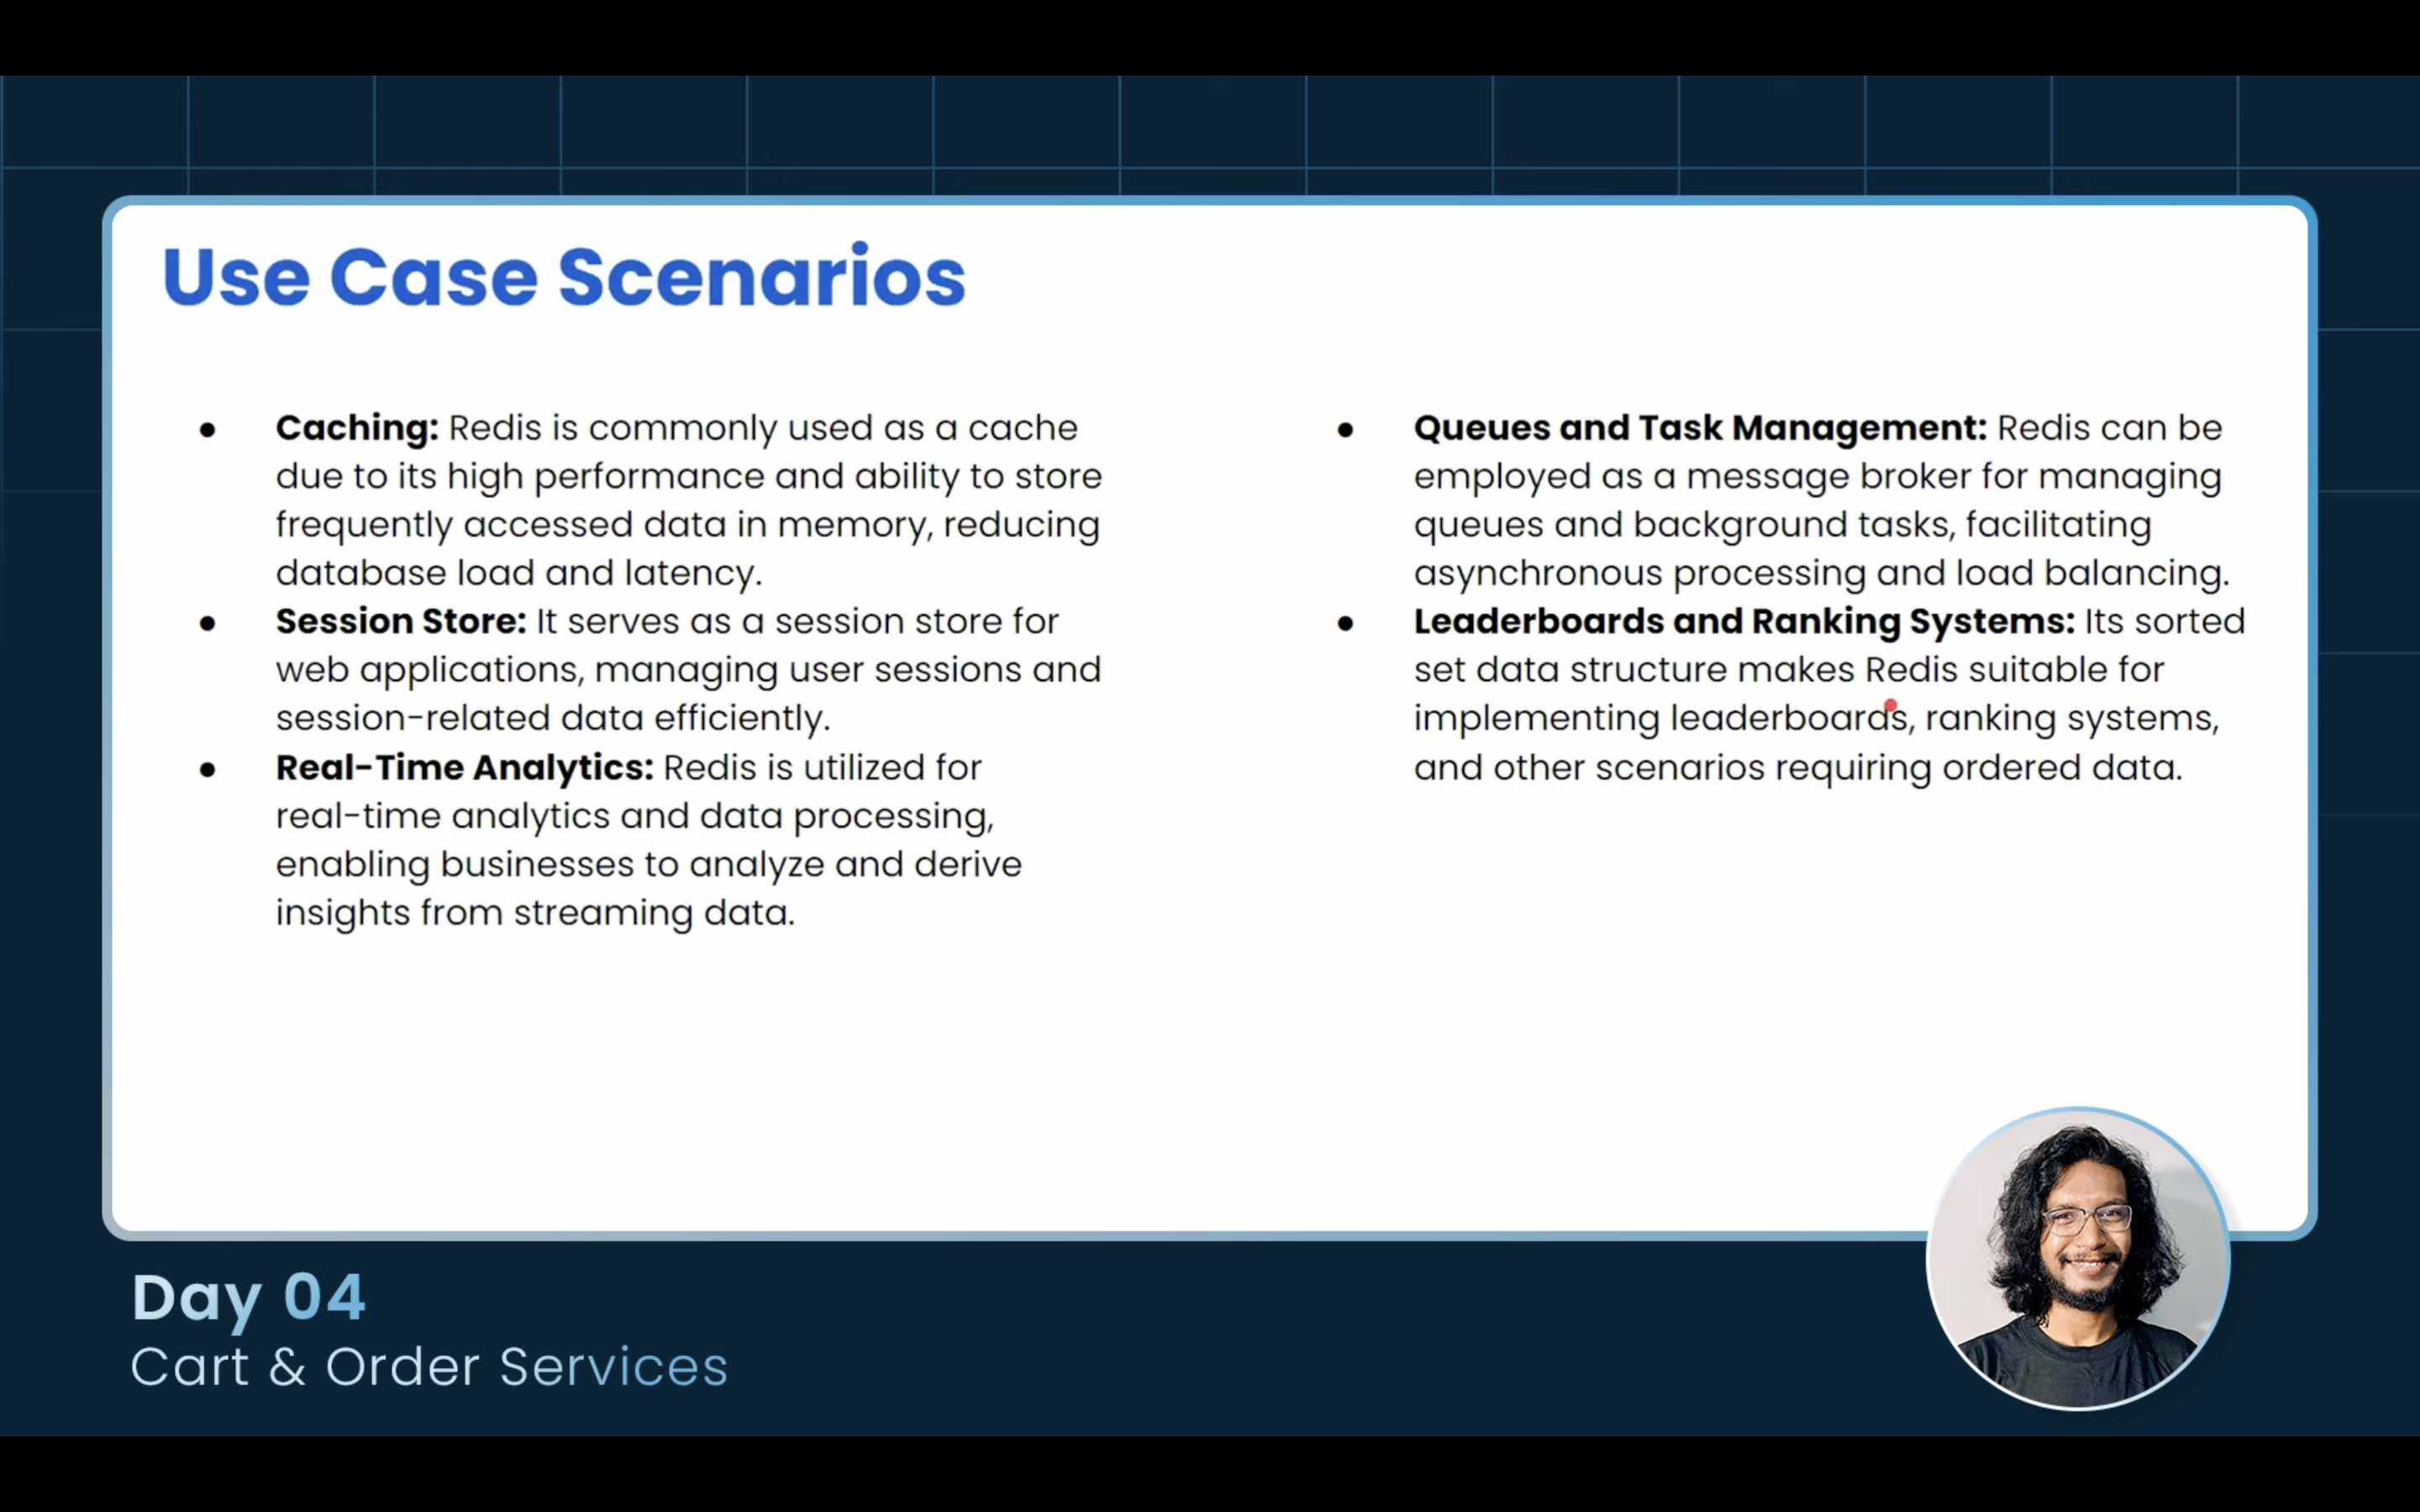 Use Case Scenarios
● Caching: Redis is commonly used as a cache
due to its high performance and ability to store
frequently accessed data in memory, reducing
database load and latency.
● Session Store: It serves as a session store for
web applications, managing user sessions and
session-related data efficiently.
● Real-Time Analytics: Redis is utilized for
real-time analytics and data processing,
enabling businesses to analyze and derive
insights from streaming data.
● Queues and Task Management: Redis can be
employed as a message broker for managing
queues and background tasks, facilitating
asynchronous processing and load balancing.
● Leaderboards and Ranking Systems: Its sorted
set data structure makes Redis suitable for
implementing leaderboards, ranking systems,
and other scenarios requiring ordered data.
Day 04
Cart & Order Services